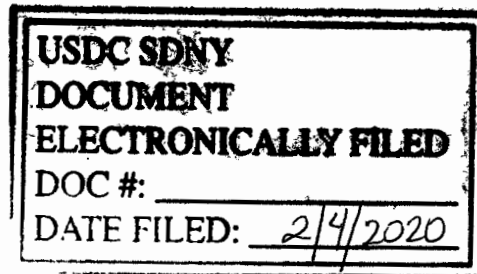 USDC SDNY
DOCUMENT
ELECTRONICALLY FILED
DOC #:
DATE FILED: 2/4/2020